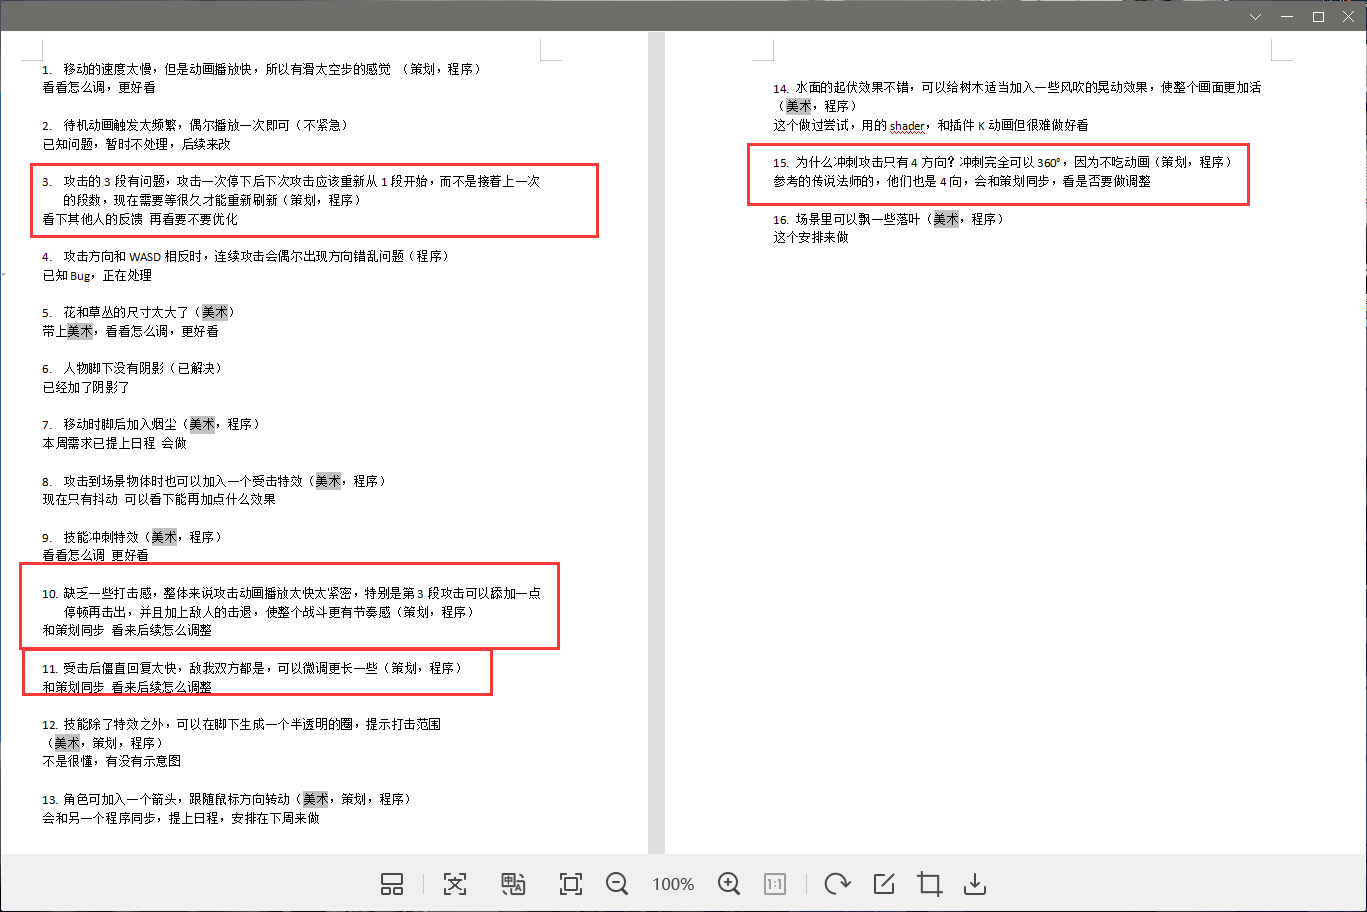 1. 移动的速度太慢，但是动画播放快，所以有滑太空步的感觉 （策划，程序）
看看怎么调，更好看
2. 待机动画触发太频繁，偶尔播放一次即可（不紧急）
已知问题，暂时不处理，后续来改
3. 攻击的 3 段有问题，攻击一次停下后下次攻击应该重新从 1 段开始，而不是接着上一次
的段数，现在需要等很久才能重新刷新（策划，程序）
看下其他人的反馈 再看要不要优化
4. 攻击方向和 WASD 相反时，连续攻击会偶尔出现方向错乱问题（程序）
已知 Bug，正在处理
5. 花和草丛的尺寸太大了（美术）
带上美术，看看怎么调，更好看
6. 人物脚下没有阴影（已解决）
已经加了阴影了
7. 移动时脚后加入烟尘（美术，程序）
本周需求已提上日程 会做
8. 攻击到场景物体时也可以加入一个受击特效（美术，程序）
现在只有抖动 可以看下能再加点什么效果
9. 技能冲刺特效（美术，程序）
看看怎么调 更好看
10. 缺乏一些打击感，整体来说攻击动画播放太快太紧密，特别是第 3 段攻击可以舔加一点
停顿再击出，并且加上敌人的击退，使整个战斗更有节奏感（策划，程序）
和策划同步 看来后续怎么调整
11. 受击后僵直回复太快，敌我双方都是，可以微调更长一些（策划，程序）
和策划同步 看来后续怎么调整
12. 技能除了特效之外，可以在脚下生成一个半透明的圈，提示打击范围
（美术，策划，程序）
不是很懂，有没有示意图
13. 角色可加入一个箭头，跟随鼠标方向转动（美术，策划，程序）
会和另一个程序同步，提上日程，安排在下周来做
14. 水面的起伏效果不错，可以给树木适当加入一些风吹的晃动效果，使整个画面更加活
（美术，程序）
这个做过尝试，用的 shader，和插件 K 动画但很难做好看
15. 为什么冲刺攻击只有 4 方向？冲刺完全可以 360°，因为不吃动画（策划，程序）
参考的传说法师的，他们也是 4 向，会和策划同步，看是否要做调整
16. 场景里可以飘一些落叶（美术，程序）
这个安排来做
100%
1:1